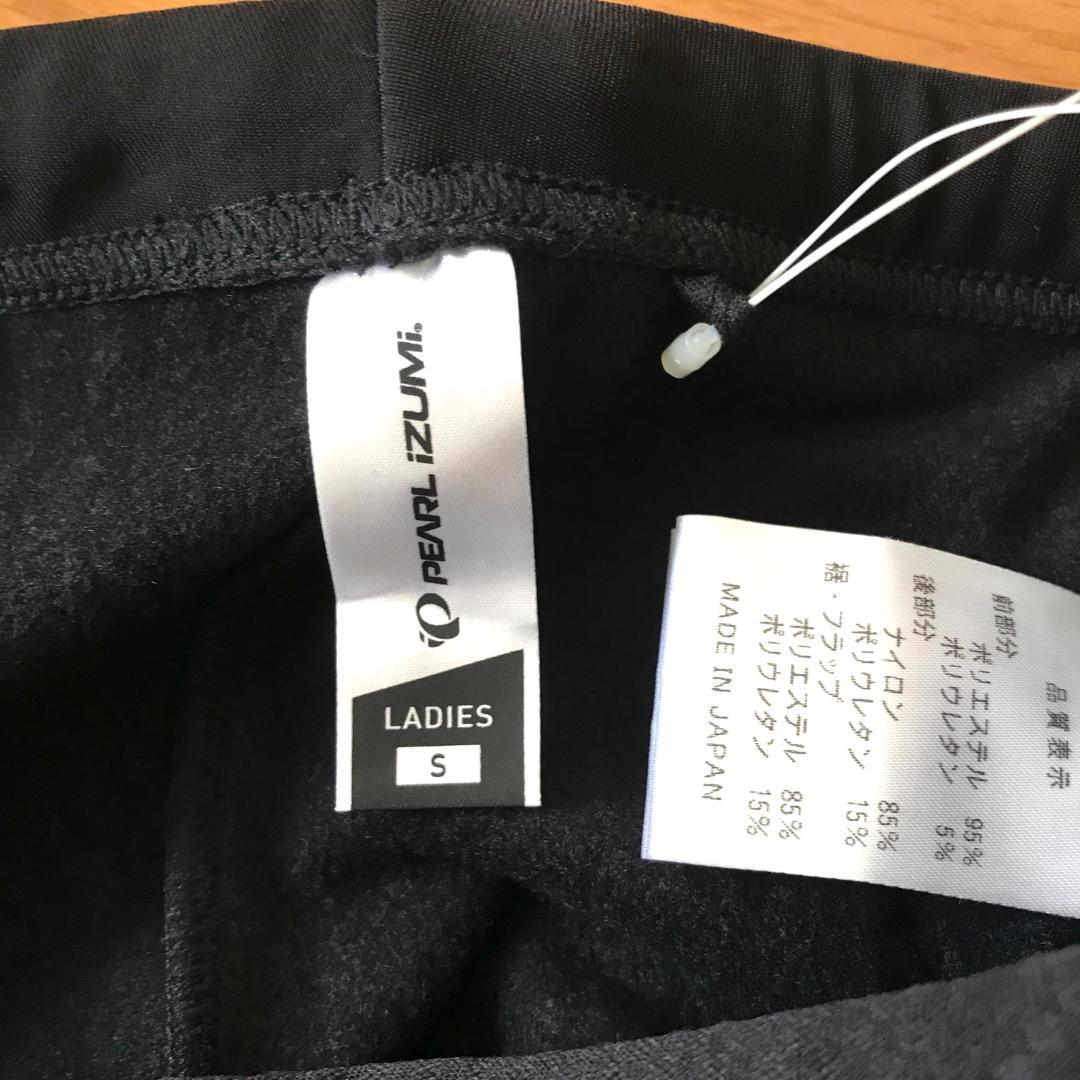 PEARL iZUMi®
LADIES
S
品質表示
前部分
ポリエステル 95%
ポリウレタン 5%
後部分
ナイロン 85%
ポリウレタン 15%
裾・フラップ
ポリエステル 85%
ポリウレタン 15%
MADE IN JAPAN